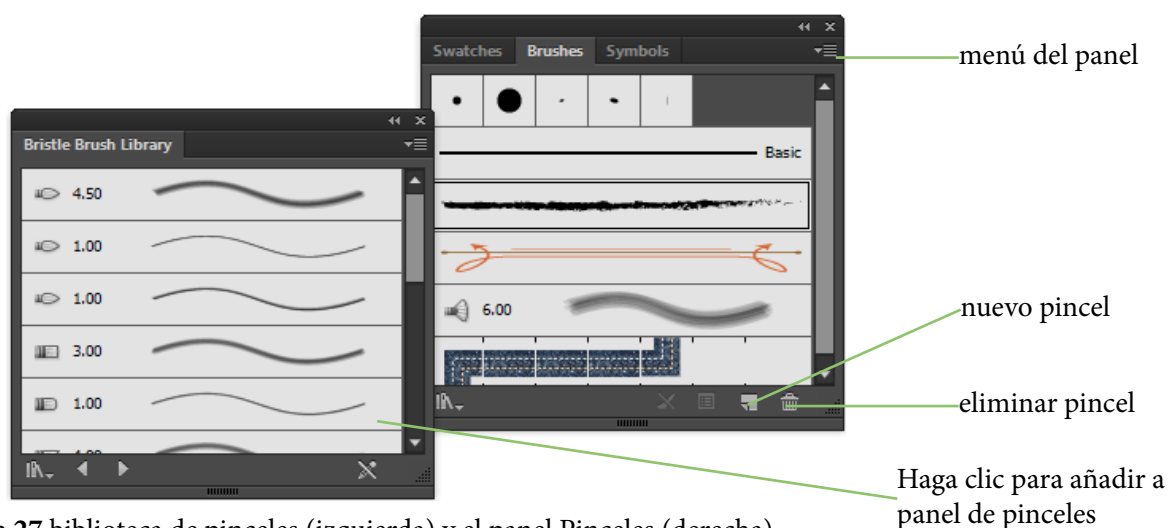 Swatches Brushes Symbols
menú del panel
Bristle Brush Library
Basic
4.50
1.00
1.00
3.00
1.00
6.00
nuevo pincel
eliminar pincel
Haga clic para añadir a
panel de pinceles
27 biblioteca de pinceles (izquierda) y el panel Pinceles (derecha)